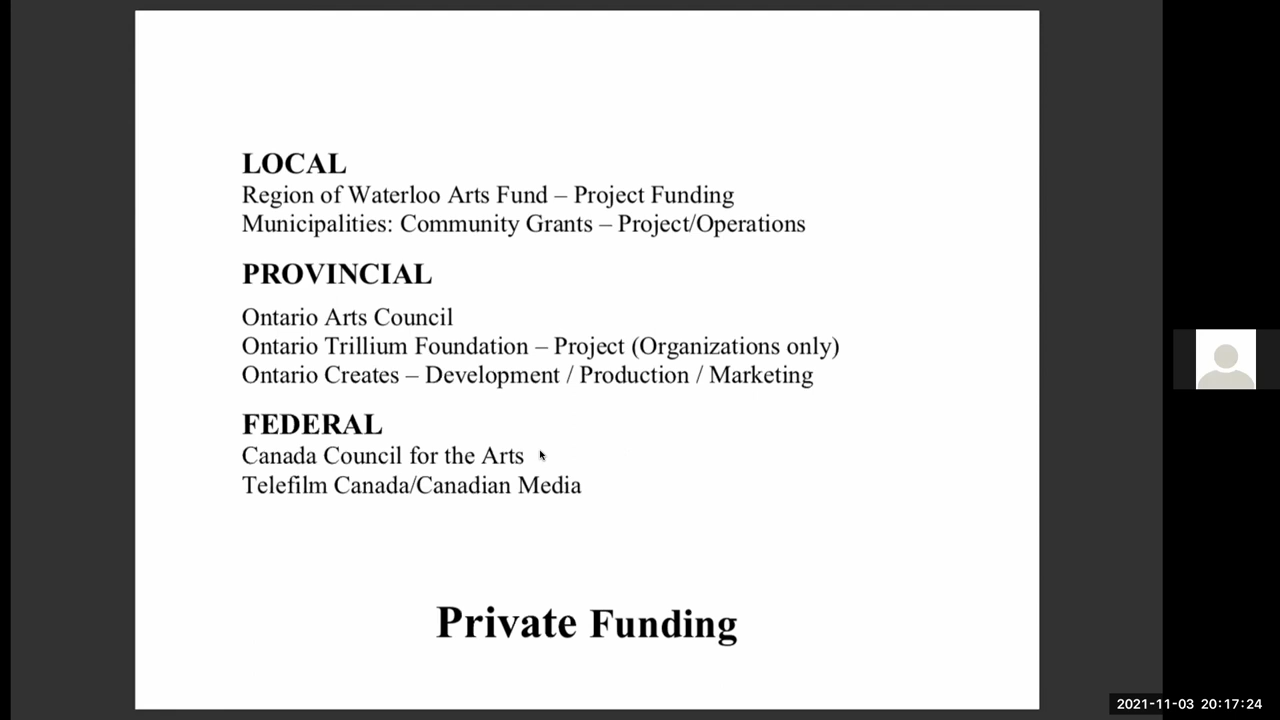 LOCAL
Region of Waterloo Arts Fund – Project Funding
Municipalities: Community Grants – Project/Operations
PROVINCIAL
Ontario Arts Council
Ontario Trillium Foundation – Project (Organizations only)
Ontario Creates – Development / Production / Marketing
FEDERAL
Canada Council for the Arts
Telefilm Canada/Canadian Media
Private Funding
2021-11-03 20:17:24